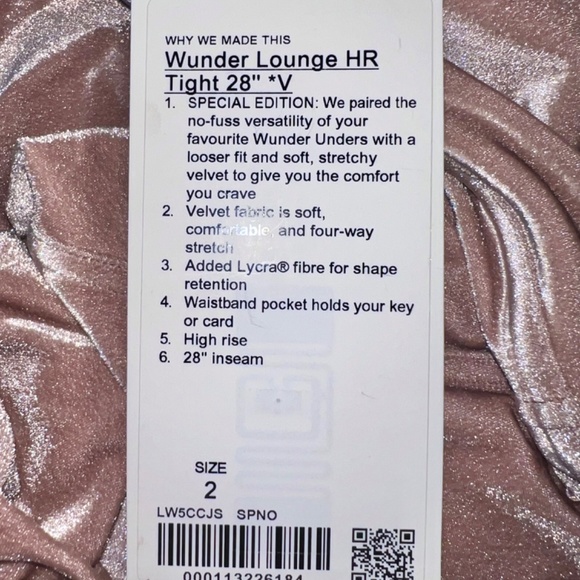 WHY WE MADE THIS
Wunder Lounge HR
Tight 28" *V
1. SPECIAL EDITION: We paired the
no-fuss versatility of your
favourite Wunder Unders with a
looser fit and soft, stretchy
velvet to give you the comfort
you crave
2. Velvet fabric is soft,
comfortable, and four-way
stretch
3. Added Lycra® fibre for shape
retention
4. Waistband pocket holds your key
or card
5. High rise
6. 28" inseam
SIZE
2
LW5CCJS SPNO
000113226184